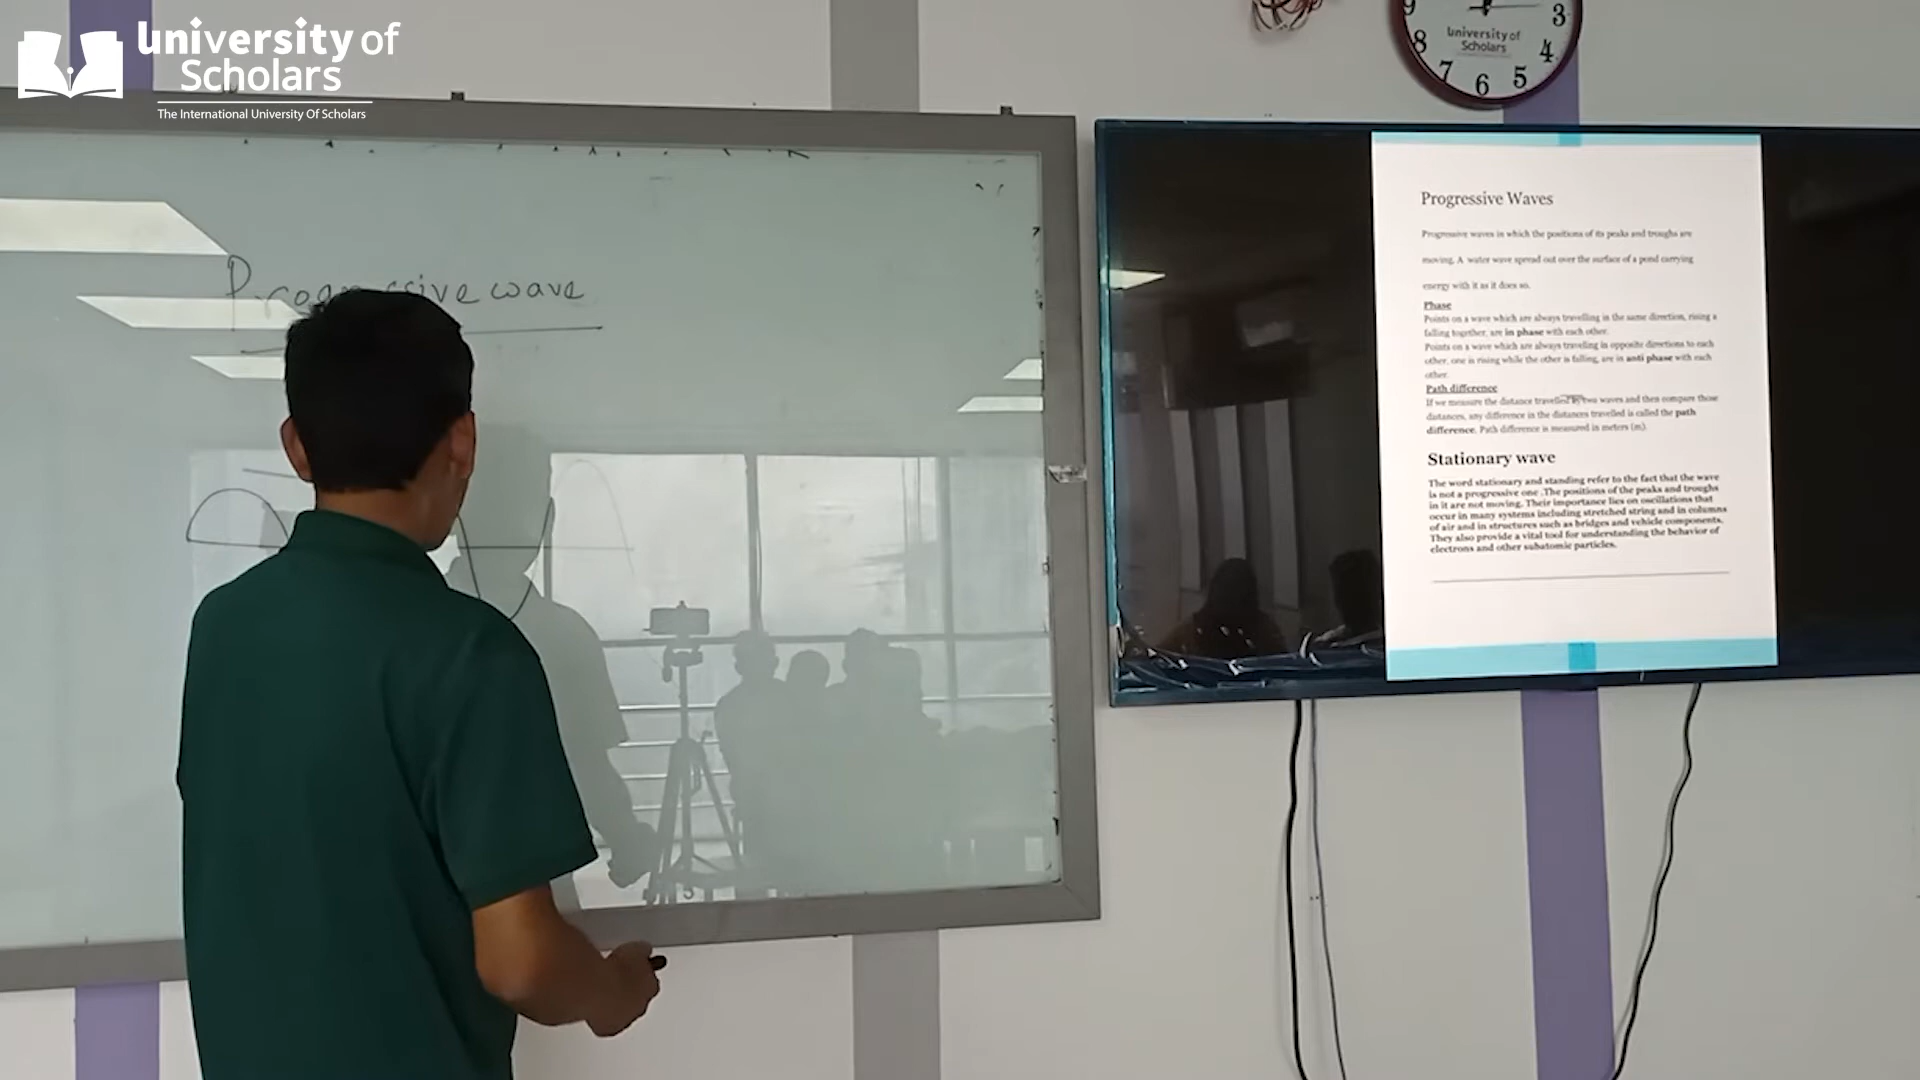 University of
Scholars
The International University Of Scholars
Progressive wave
9
3
8
4
7
6
5
University of
Scholars
Progressive Waves
Progressive waves in which the positions of its peaks and troughs are
moving. A water wave spread out over the surface of a pond carrying
energy with it as it does so.
Phase
Points on a wave which are always travelling in the same direction, rising a
falling together, are in phase with each other.
Points on a wave which are always traveling in opposite directions to each
other, one is rising while the other is falling, are in anti phase with each
other.
Path difference
If we measure the distance travelled by two waves and then compare those
distances, any difference in the distances travelled is called the path
difference. Path difference is measured in meters (m).
Stationary wave
The word stationary and standing refer to the fact that the wave
is not a progressive one .The positions of the peaks and troughs
in it are not moving. Their importance lies on oscillations that
occur in many systems including stretched string and in columns
of air and in structures such as bridges and vehicle components.
They also provide a vital tool for understanding the behavior of
electrons and other subatomic particles.